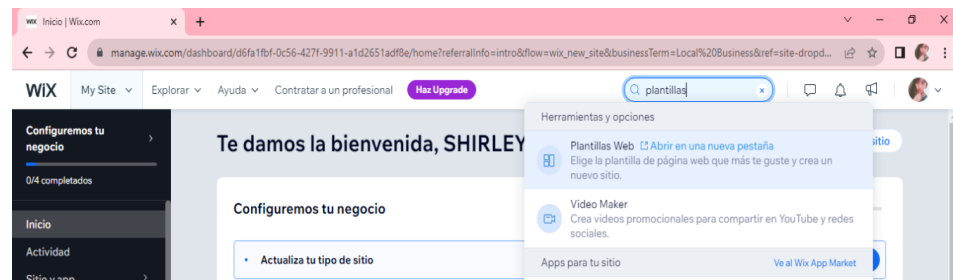 WiX Inicio | Wix.com
manage.wix.com/dashboard/d6fa1fbf-0c56-427f-9911-a1d2651adf8e/home?referralInfo=intro&flow=wix_new_site&businessTerm=Local%20Business&ref=site-dropd...
WiX My Site Explorar Ayuda Contratar a un profesional Haz Upgrade plantillas
Configuremos tu
negocio
0/4 completados
Inicio
Actividad
Sitio y app
Te damos la bienvenida, SHIRLEY
Configuremos tu negocio
• Actualiza tu tipo de sitio
Herramientas y opciones
Plantillas Web Abrir en una nueva pestaña
Elige la plantilla de página web que más te guste y crea un
nuevo sitio.
Video Maker
Crea videos promocionales para compartir en YouTube y redes
sociales.
Apps para tu sitio Ve al Wix App Market
sitio